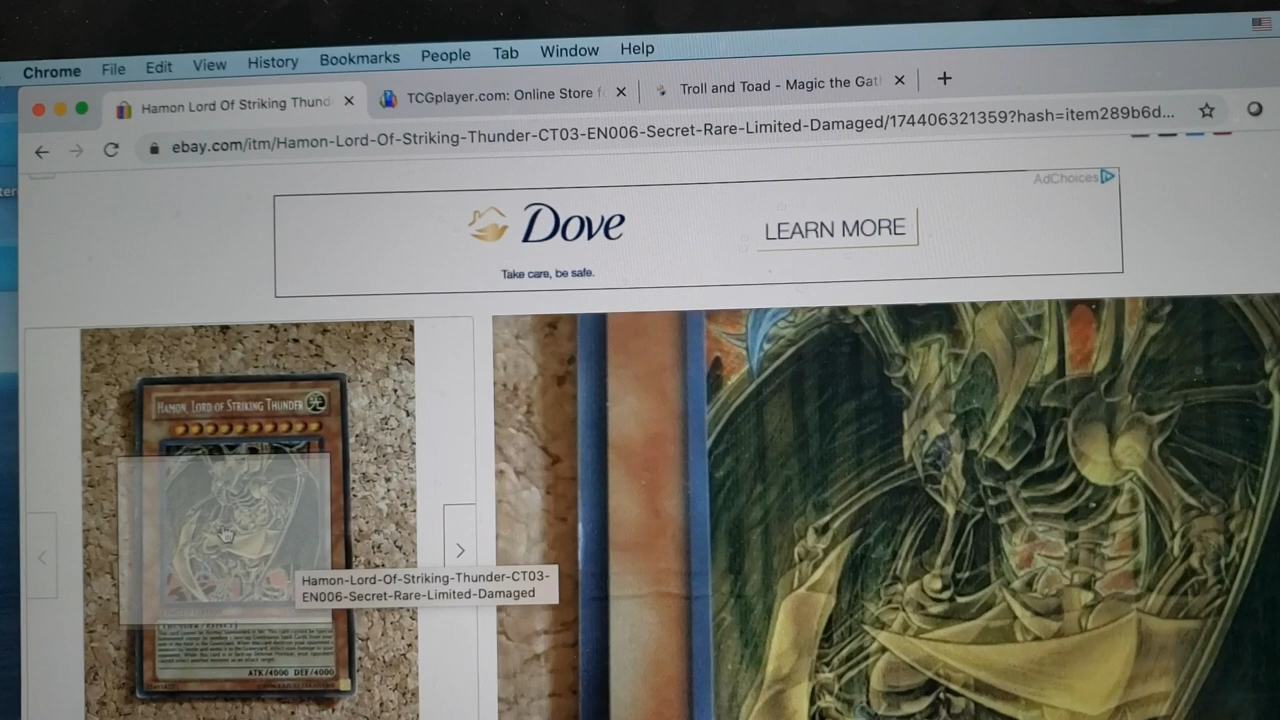 Chrome File Edit View History Bookmarks People Tab Window Help
Hamon Lord Of Striking Thund
TCGplayer.com: Online Store f
Troll and Toad - Magic the Gat
ebay.com/itm/Hamon-Lord-Of-Striking-Thunder-CT03-EN006-Secret-Rare-Limited-Damaged/174406321359?hash=item289b6d...
AdChoices
Dove
LEARN MORE
Take care, be safe.
HAMON, LORD OF STRIKING THUNDER
光
Hamon-Lord-Of-Striking-Thunder-CT03-
EN006-Secret-Rare-Limited-Damaged
ATK/4000 DEF/4000